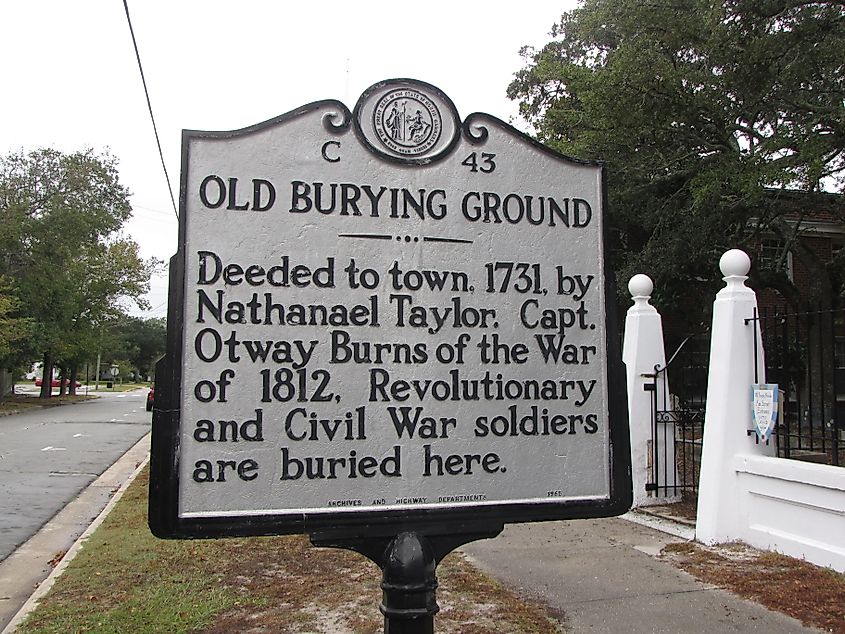 C 43
OLD BURYING GROUND
Deeded to town, 1731, by
Nathanael Taylor. Capt.
Otway Burns of the War
of 1812, Revolutionary
and Civil War soldiers
are buried here.
ARCHIVES AND HIGHWAY DEPARTMENTS